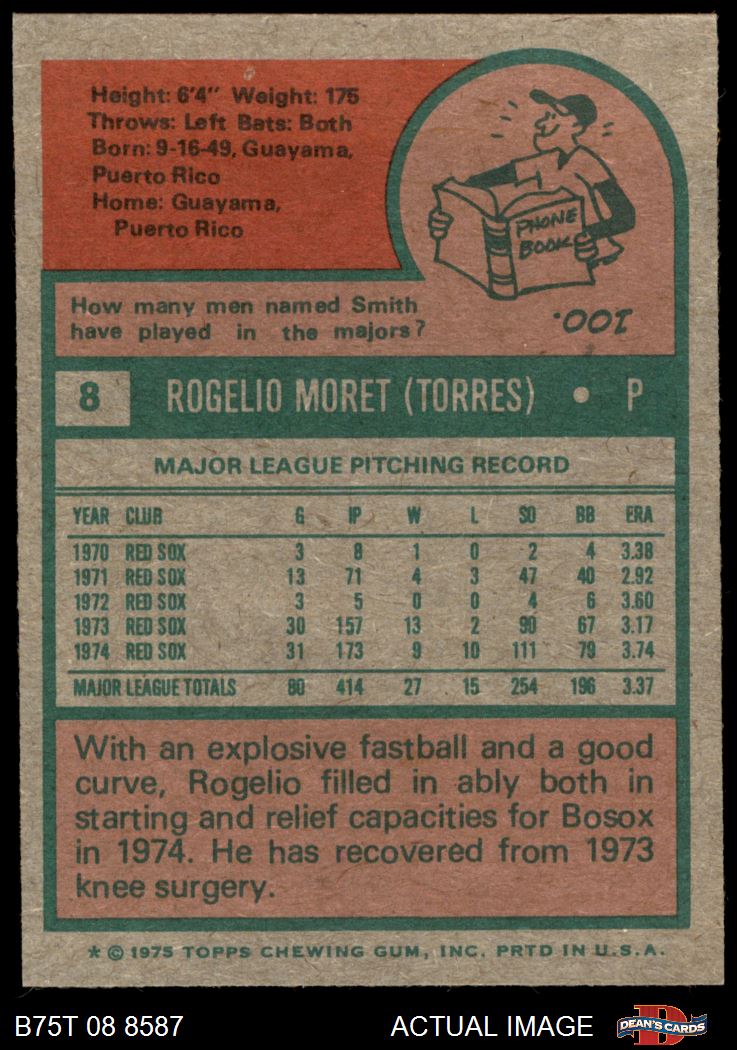 Height: 6'4" Weight: 175
Throws: Left Bats: Both
Born: 9-16-49, Guayama,
Puerto Rico
Home: Guayama,
Puerto Rico
PHONE
BOOK
How many men named Smith
have played in the majors?
100.
8 ROGELIO MORET (TORRES) • P
MAJOR LEAGUE PITCHING RECORD
YEAR CLUB G IP W L SO BB ERA
1970 RED SOX 3 8 1 0 2 4 3.38
1971 RED SOX 13 71 4 3 47 40 2.92
1972 RED SOX 3 5 0 0 4 6 3.60
1973 RED SOX 30 157 13 2 90 67 3.17
1974 RED SOX 31 173 9 10 111 79 3.74
MAJOR LEAGUE TOTALS 80 414 27 15 254 196 3.37
With an explosive fastball and a good
curve, Rogelio filled in ably both in
starting and relief capacities for Bosox
in 1974. He has recovered from 1973
knee surgery.
* © 1975 TOPPS CHEWING GUM, INC. PRTD IN U.S.A.
B75T 08 8587 ACTUAL IMAGE
D
DEAN'S CARDS